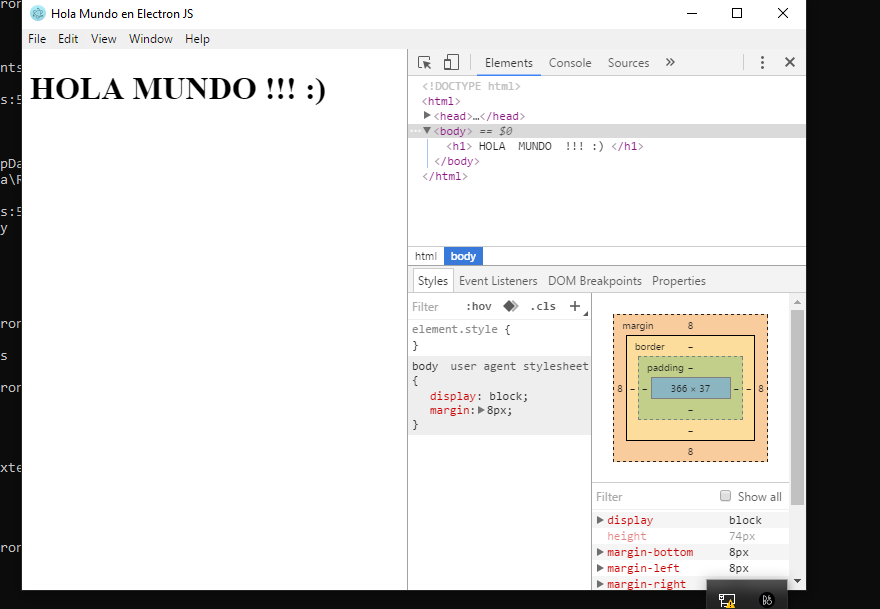 Hola Mundo en Electron JS
File Edit View Window Help
HOLA MUNDO !!! :)
Elements Console Sources »
<!DOCTYPE html>
<html>
▶<head>…</head>
…▼<body> == $0
<h1> HOLA  MUNDO  !!! :) </h1>
</body>
</html>
html body
Styles Event Listeners DOM Breakpoints Properties
Filter :hov .cls +
element.style {
}
body user agent stylesheet
{
display: block;
margin:▶8px;
}
margin 8
border –
padding –
8 – – 366 × 37 – – 8
–
–
8
Filter Show all
▶display block
height 74px
▶margin-bottom 8px
▶margin-left 8px
▶margin-right
ron
nts
s:5
pDa
a\R
s:5
y
ron
s
ron
xte
ron